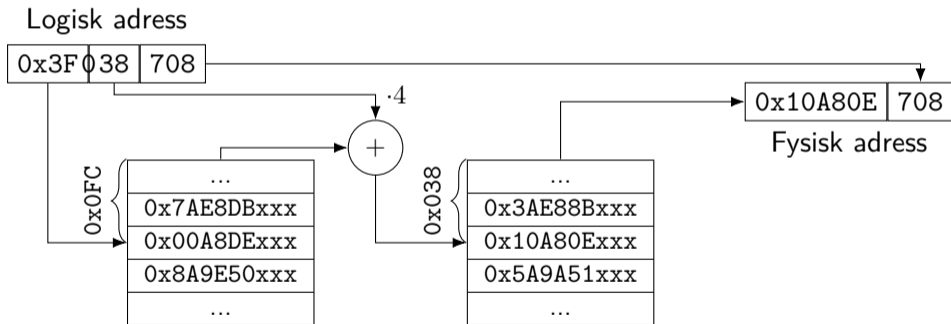 Logisk adress
0x3F 038 708
·4
0x10A80E 708
Fysisk adress
+
0x0FC
...
0x7AE8DBxxx
0x00A8DExxx
0x8A9E50xxx
...
0x038
...
0x3AE88Bxxx
0x10A80Exxx
0x5A9A51xxx
...